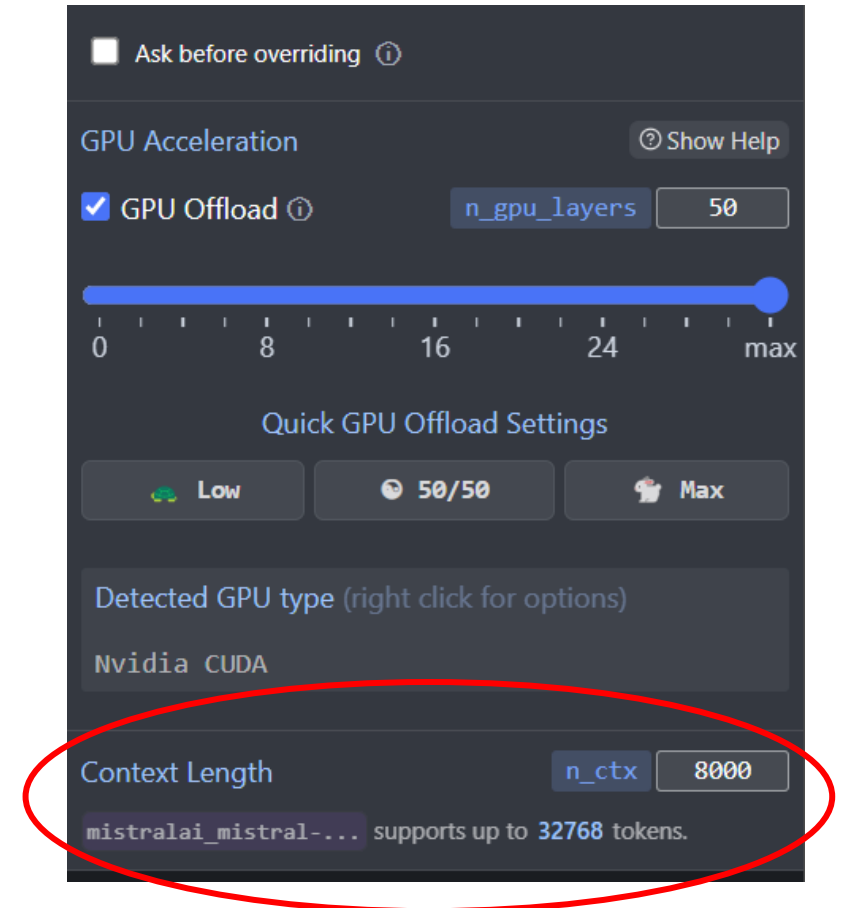 Ask before overriding
GPU Acceleration Show Help
GPU Offload n_gpu_layers 50
0 8 16 24 max
Quick GPU Offload Settings
Low 50/50 Max
Detected GPU type (right click for options)
Nvidia CUDA
Context Length n_ctx 8000
mistralai_mistral-... supports up to 32768 tokens.